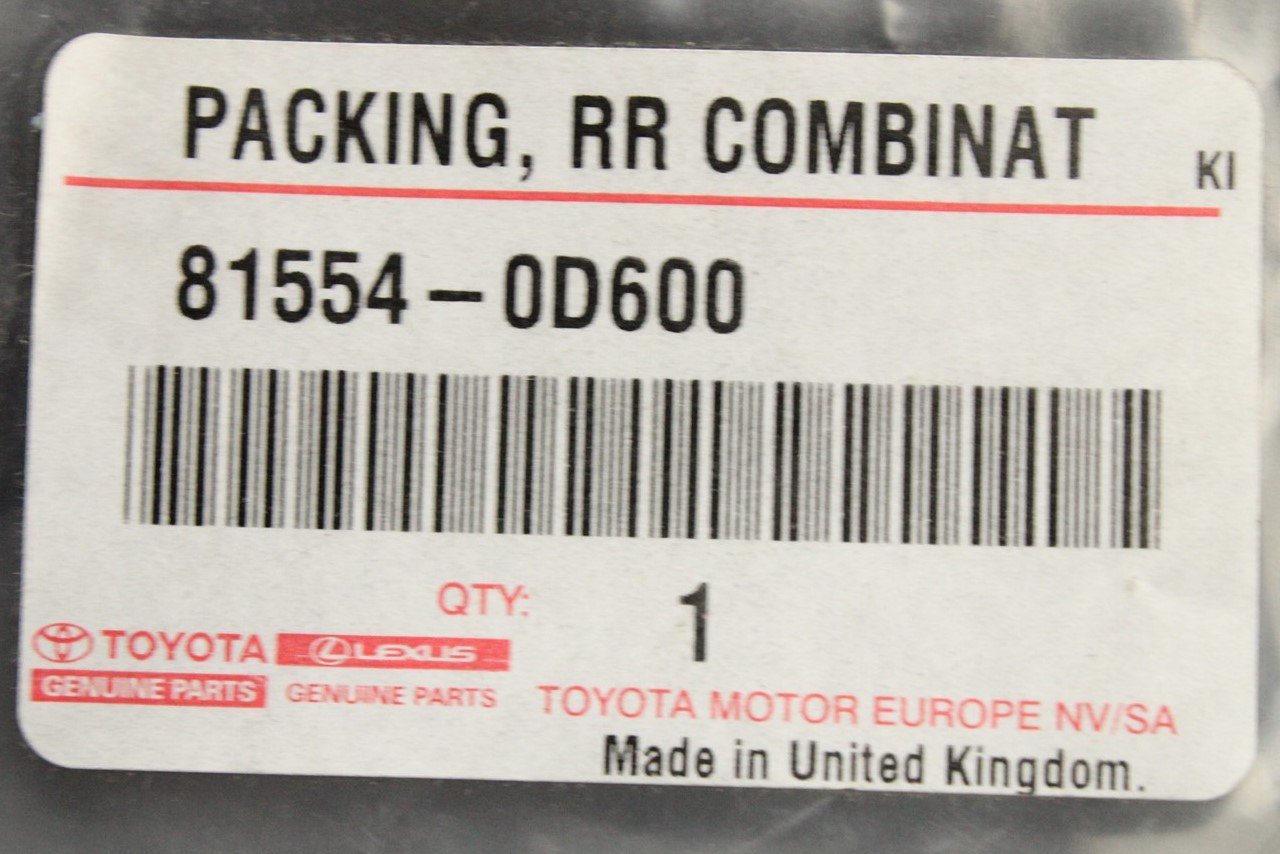 PACKING, RR COMBINAT
KI
81554-0D600
QTY: 1
TOYOTA LEXUS
GENUINE PARTS GENUINE PARTS TOYOTA MOTOR EUROPE NV/SA
Made in United Kingdom.